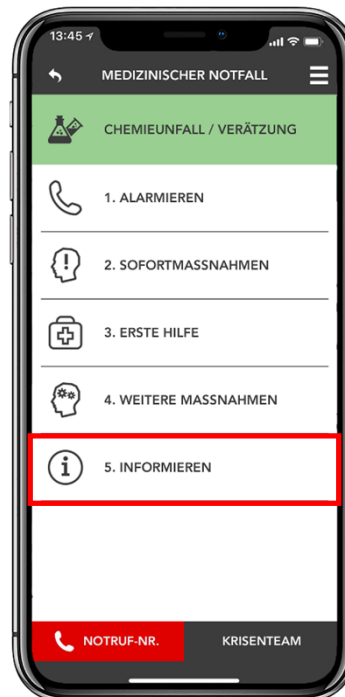 13:45
MEDIZINISCHER NOTFALL
CHEMIEUNFALL / VERÄTZUNG
1. ALARMIEREN
2. SOFORTMASSNAHMEN
3. ERSTE HILFE
4. WEITERE MASSNAHMEN
5. INFORMIEREN
NOTRUF-NR. KRISENTEAM